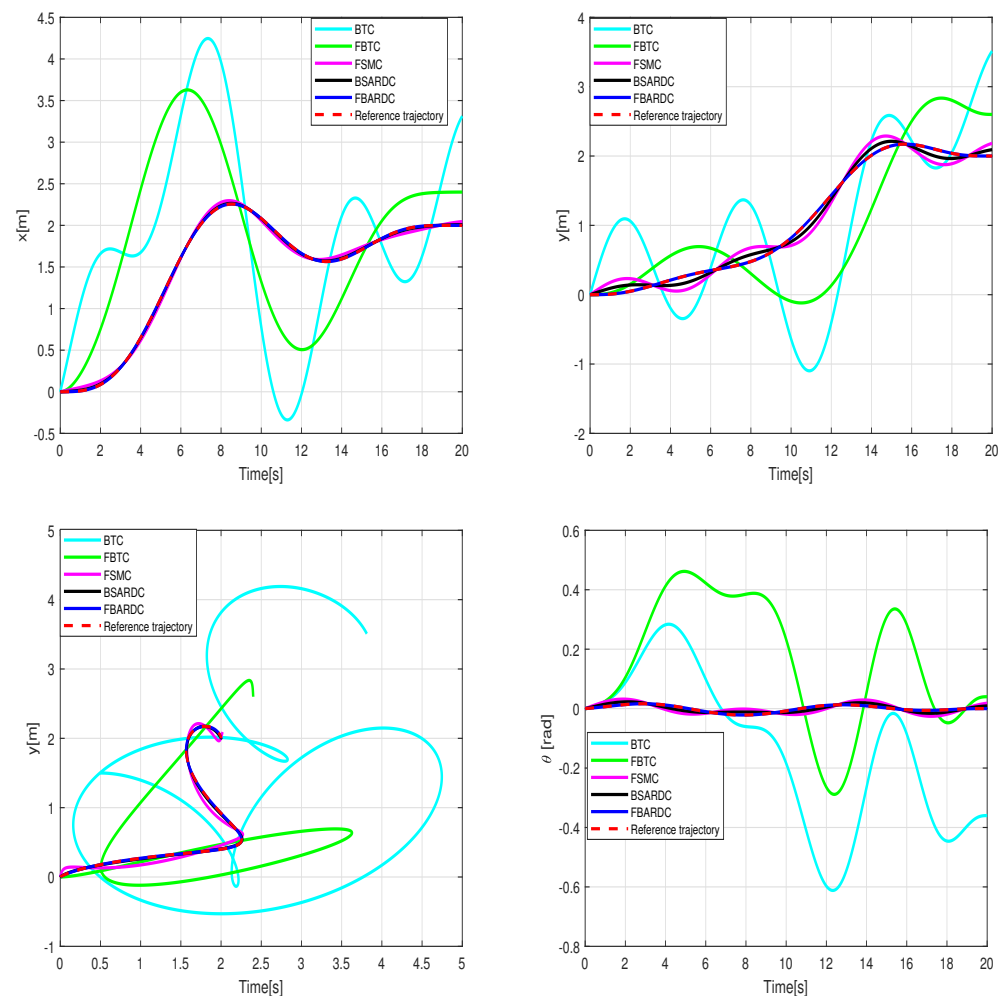 4.5
4
3.5
3
2.5
2
1.5
1
0.5
0
-0.5
x[m]
0 2 4 6 8 10 12 14 16 18 20
Time[s]
BTC
FBTC
FSMC
BSARDC
FBARDC
Reference trajectory
4
3
2
1
0
-1
-2
y[m]
0 2 4 6 8 10 12 14 16 18 20
Time[s]
BTC
FBTC
FSMC
BSARDC
FBARDC
Reference trajectory
5
4
3
2
1
0
-1
y[m]
0 0.5 1 1.5 2 2.5 3 3.5 4 4.5 5
Time[s]
BTC
FBTC
FSMC
BSARDC
FBARDC
Reference trajectory
0.6
0.4
0.2
0
-0.2
-0.4
-0.6
-0.8
θ [rad]
0 2 4 6 8 10 12 14 16 18 20
Time[s]
BTC
FBTC
FSMC
BSARDC
FBARDC
Reference trajectory